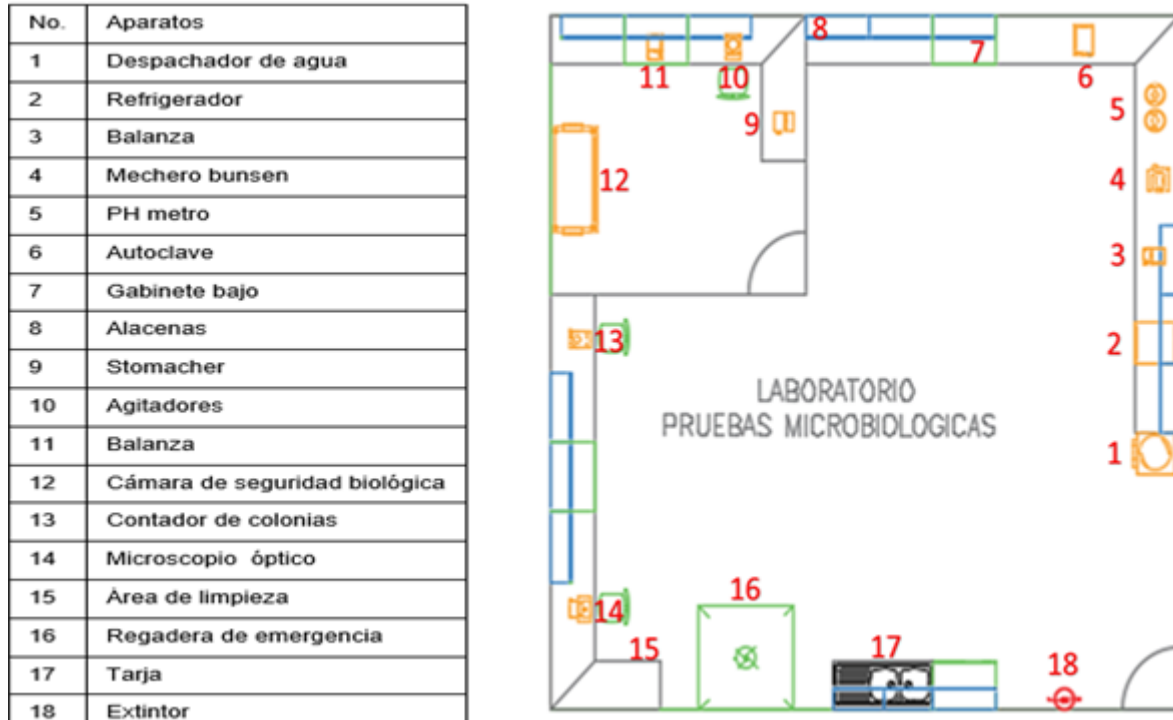 No. Aparatos
1 Despachador de agua
2 Refrigerador
3 Balanza
4 Mechero bunsen
5 PH metro
6 Autoclave
7 Gabinete bajo
8 Alacenas
9 Stomacher
10 Agitadores
11 Balanza
12 Cámara de seguridad biológica
13 Contador de colonias
14 Microscopio óptico
15 Área de limpieza
16 Regadera de emergencia
17 Tarja
18 Extintor
8
11 10 7 6
5
9
12 4
3
13 2
LABORATORIO
PRUEBAS MICROBIOLOGICAS
1
16
14
15 17 18